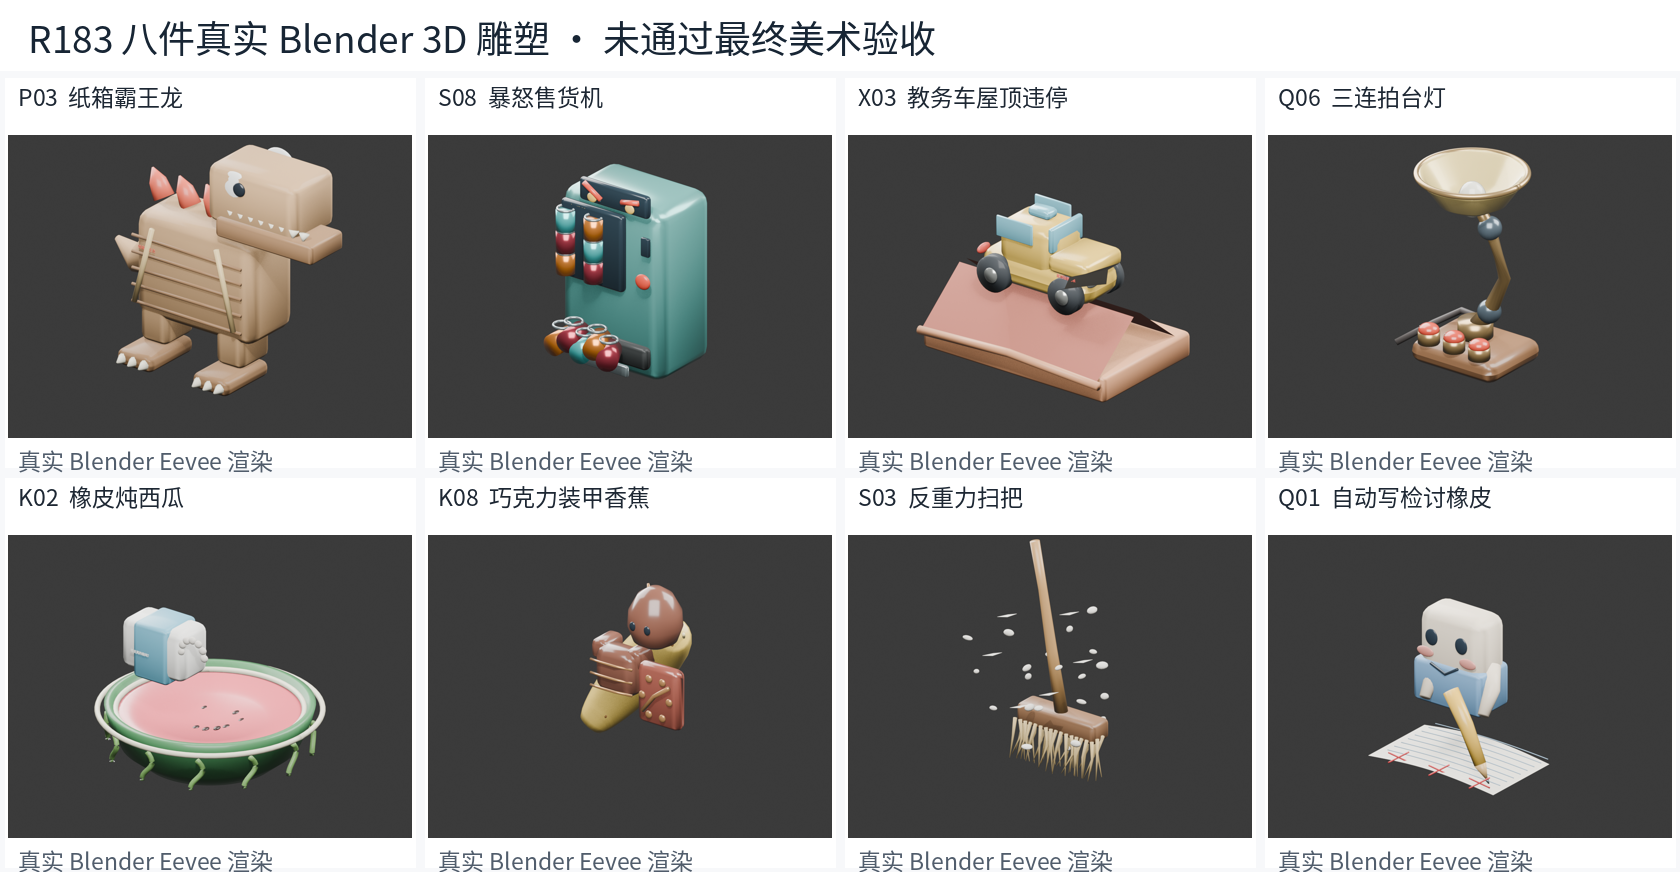 R183 八件真实 Blender 3D 雕塑 · 未通过最终美术验收
P03 纸箱霸王龙
S08 暴怒售货机
X03 教务车屋顶违停
Q06 三连拍台灯
真实 Blender Eevee 渲染
真实 Blender Eevee 渲染
真实 Blender Eevee 渲染
真实 Blender Eevee 渲染
K02 橡皮炖西瓜
K08 巧克力装甲香蕉
S03 反重力扫把
Q01 自动写检讨橡皮
真实 Blender Eevee 渲染
真实 Blender Eevee 渲染
真实 Blender Eevee 渲染
真实 Blender Eevee 渲染